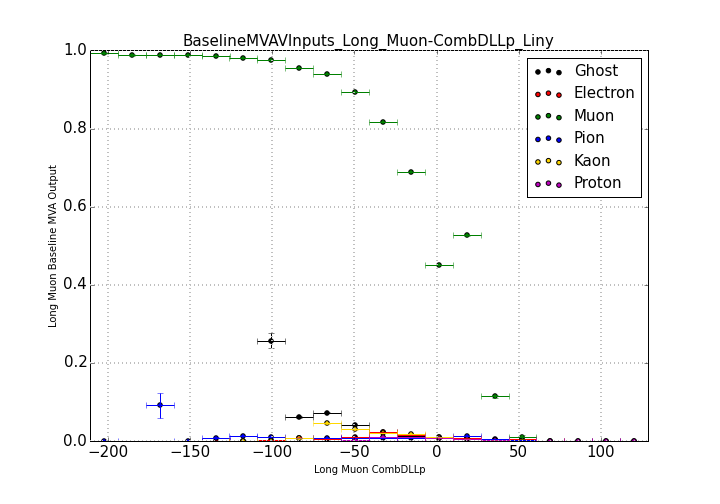 BaselineMVAVInputs_Long_Muon-CombDLLp_Liny
1.0
0.8
0.6
0.4
0.2
0.0
Long Muon Baseline MVA Output
Ghost
Electron
Muon
Pion
Kaon
Proton
−200 −150 −100 −50 0 50 100
Long Muon CombDLLp